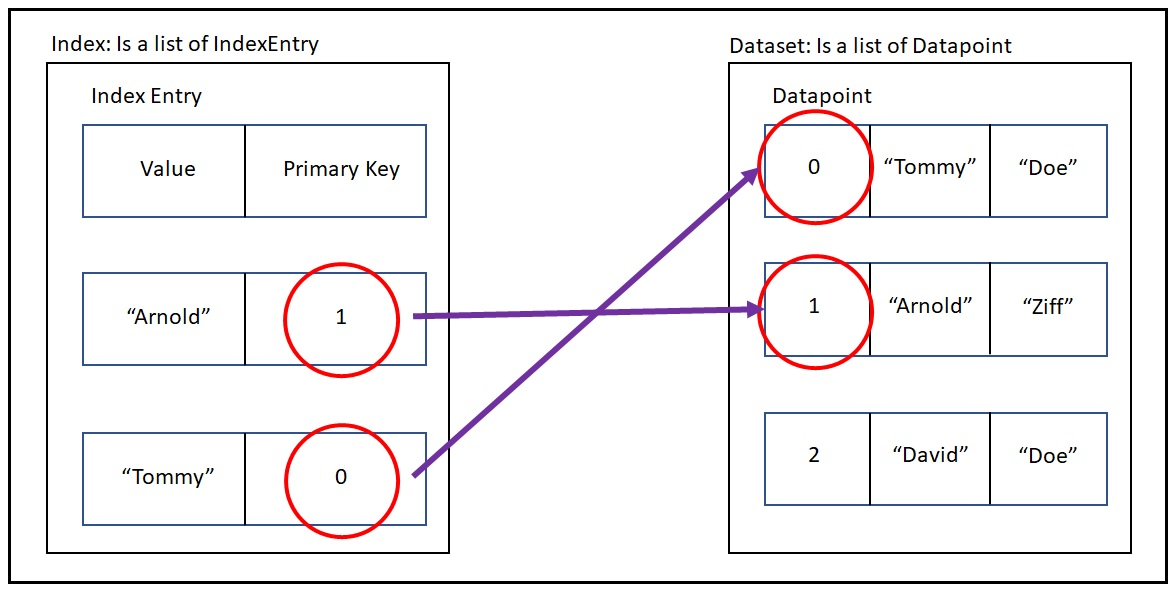 Index: Is a list of IndexEntry
Index Entry
Value Primary Key
“Arnold” 1
“Tommy” 0
Dataset: Is a list of Datapoint
Datapoint
0 “Tommy” “Doe”
1 “Arnold” “Ziff”
2 “David” “Doe”